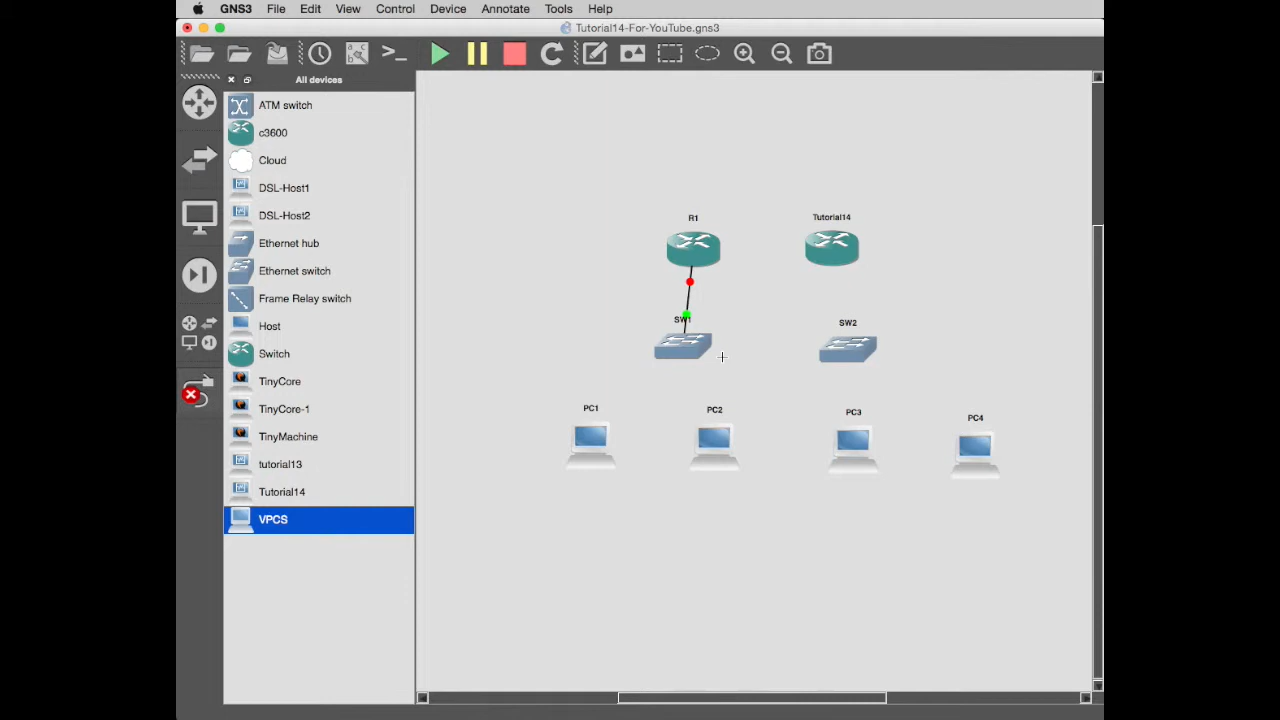 GNS3 File Edit View Control Device Annotate Tools Help
Tutorial14-For-YouTube.gns3
All devices
ATM switch
c3600
Cloud
DSL-Host1
DSL-Host2
Ethernet hub
Ethernet switch
Frame Relay switch
Host
Switch
TinyCore
TinyCore-1
TinyMachine
tutorial13
Tutorial14
VPCS
R1 Tutorial14
SW1 SW2
PC1 PC2 PC3 PC4